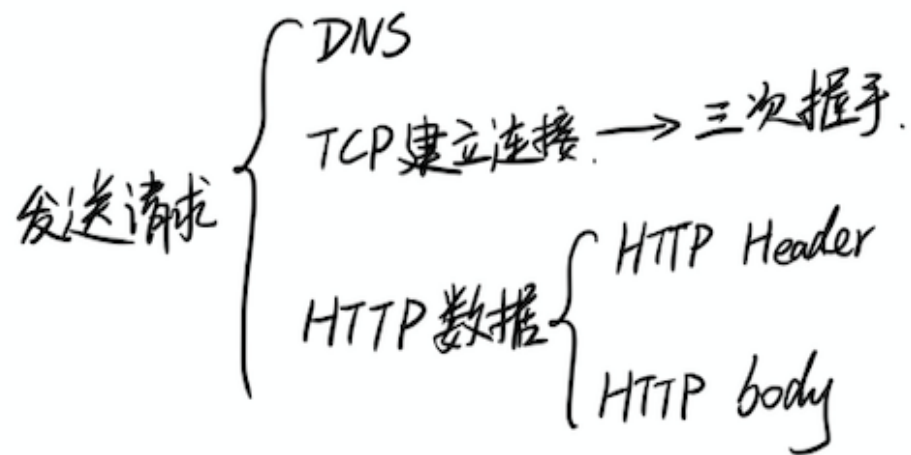 发送请求
DNS
TCP建立连接. → 三次握手.
HTTP数据
HTTP Header
HTTP body